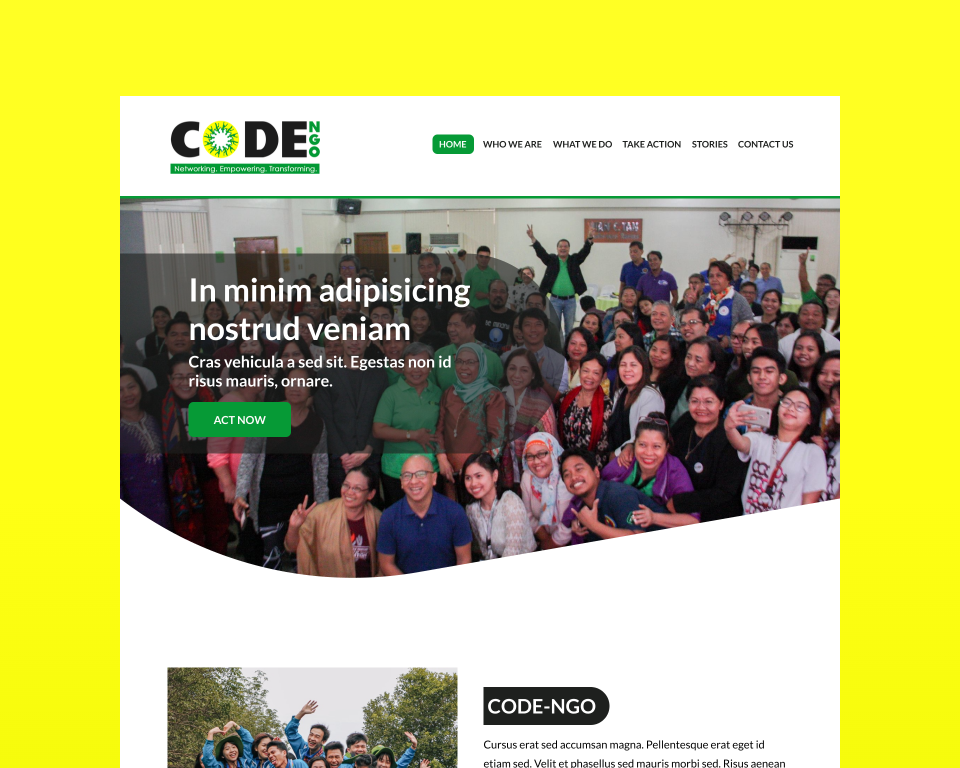 CODE NGO
Networking. Empowering. Transforming.
HOME WHO WE ARE WHAT WE DO TAKE ACTION STORIES CONTACT US
In minim adipisicing
nostrud veniam
Cras vehicula a sed sit. Egestas non id
risus mauris, ornare.
ACT NOW
CODE-NGO
Cursus erat sed accumsan magna. Pellentesque erat eget id
etiam sed. Velit et phasellus sed mauris morbi sed. Risus aenean